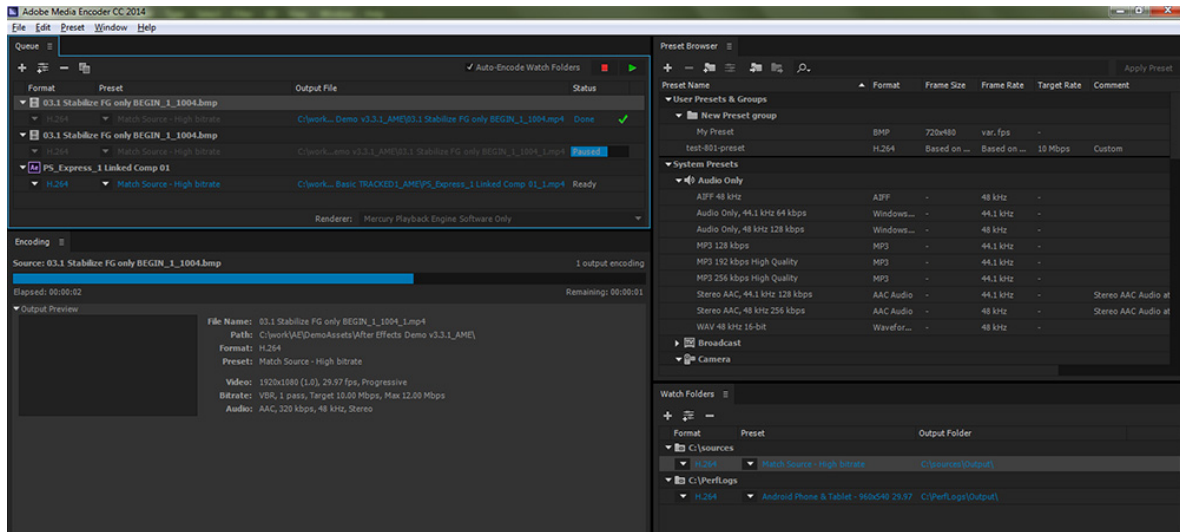 Adobe Media Encoder CC 2014
File Edit Preset Window Help
Queue
Auto-Encode Watch Folders
Format Preset Output File Status
03.1 Stabilize FG only BEGIN_1_1004.bmp
H.264 Match Source - High bitrate C:\work... Demo v3.3.1_AME\03.1 Stabilize FG only BEGIN_1_1004.mp4 Done
03.1 Stabilize FG only BEGIN_1_1004.bmp
H.264 Match Source - High bitrate C:\work...emo v3.3.1_AME\03.1 Stabilize FG only BEGIN_1_1004_1.mp4 Paused
Ae PS_Express_1 Linked Comp 01
H.264 Match Source - High bitrate C:\work... Basic TRACKED1_AME\PS_Express_1 Linked Comp 01_1.mp4 Ready
Renderer: Mercury Playback Engine Software Only
Encoding
Source: 03.1 Stabilize FG only BEGIN_1_1004.bmp 1 output encoding
Elapsed: 00:00:02 Remaining: 00:00:01
Output Preview
File Name: 03.1 Stabilize FG only BEGIN_1_1004_1.mp4
Path: C:\work\AE\DemoAssets\After Effects Demo v3.3.1_AME\
Format: H.264
Preset: Match Source - High bitrate
Video: 1920x1080 (1.0), 29.97 fps, Progressive
Bitrate: VBR, 1 pass, Target 10.00 Mbps, Max 12.00 Mbps
Audio: AAC, 320 kbps, 48 kHz, Stereo
Preset Browser
Apply Preset
Preset Name Format Frame Size Frame Rate Target Rate Comment
User Presets & Groups
New Preset group
My Preset BMP 720x480 var. fps -
test-801-preset H.264 Based on ... Based on ... 10 Mbps Custom
System Presets
Audio Only
AIFF 48 kHz AIFF - 48 kHz -
Audio Only, 44.1 kHz 64 kbps Windows... - 44.1 kHz -
Audio Only, 48 kHz 128 kbps Windows... - 48 kHz -
MP3 128 kbps MP3 - 44.1 kHz -
MP3 192 kbps High Quality MP3 - 44.1 kHz -
MP3 256 kbps High Quality MP3 - 44.1 kHz -
Stereo AAC, 44.1 kHz 128 kbps AAC Audio - 44.1 kHz - Stereo AAC Audio at
Stereo AAC, 48 kHz 256 kbps AAC Audio - 48 kHz - Stereo AAC Audio at
WAV 48 kHz 16-bit Wavefor... - 48 kHz -
Broadcast
Camera
Watch Folders
Format Preset Output Folder
C:\sources
H.264 Match Source - High bitrate C:\sources\Output\
C:\PerfLogs
H.264 Android Phone & Tablet - 960x540 29.97 C:\PerfLogs\Output\